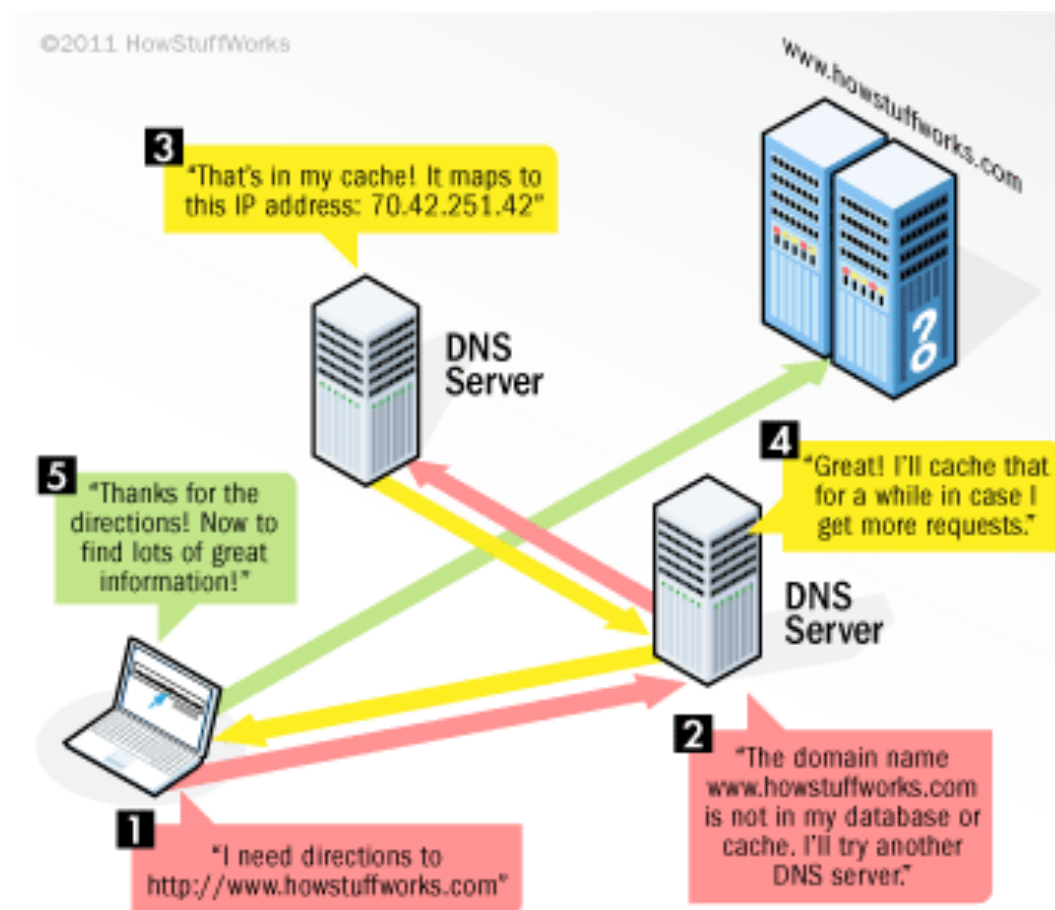 ©2011 HowStuffWorks
www.howstuffworks.com
3
"That's in my cache! It maps to
this IP address: 70.42.251.42"
DNS
Server
?
4
"Great! I'll cache that
for a while in case I
get more requests."
5
"Thanks for the
directions! Now to
find lots of great
information!"
DNS
Server
2
"The domain name
www.howstuffworks.com
is not in my database or
cache. I'll try another
DNS server."
1
"I need directions to
http://www.howstuffworks.com"